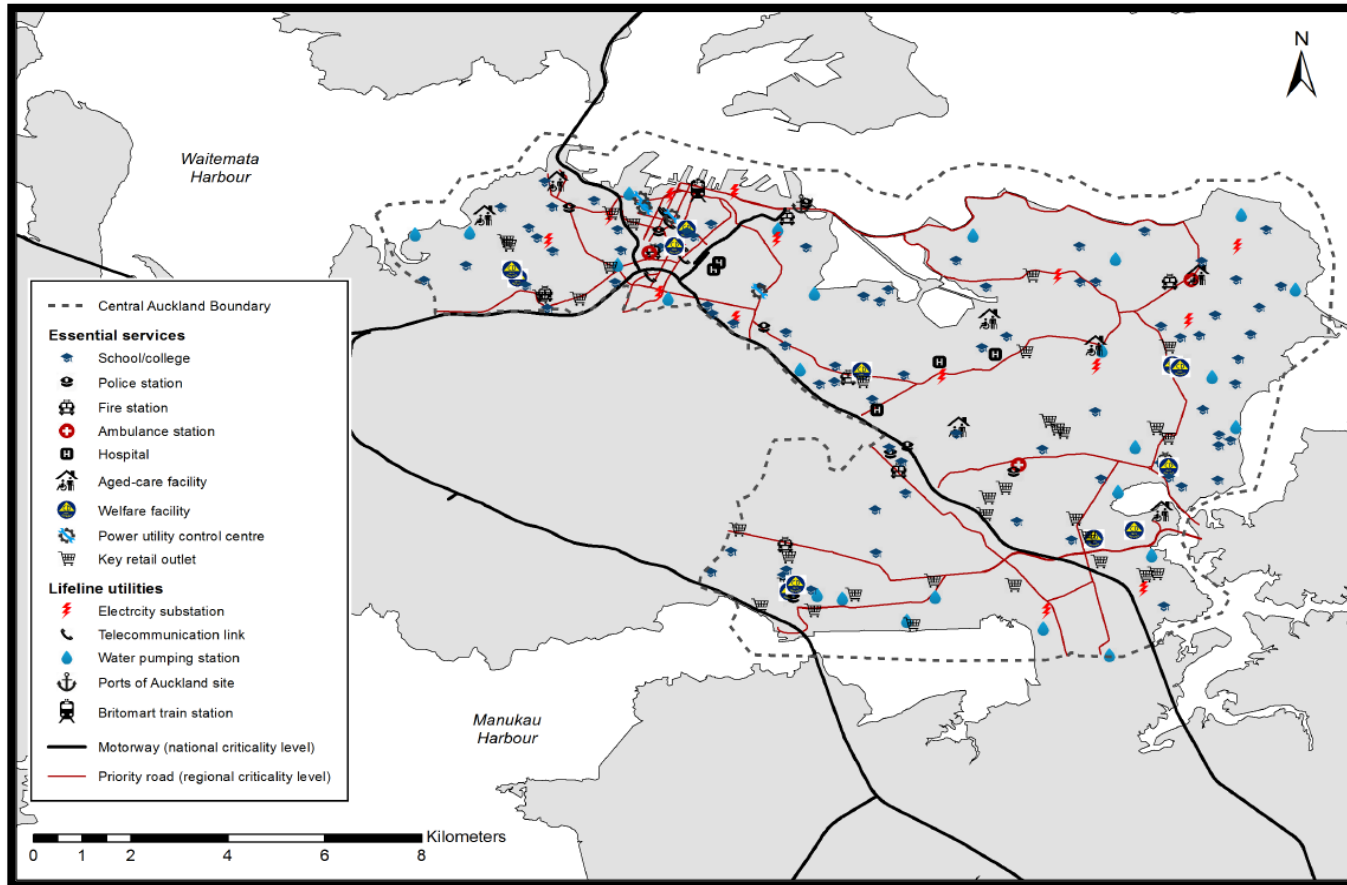 N
Waitemata
Harbour
Central Auckland Boundary
Essential services
School/college
Police station
Fire station
Ambulance station
Hospital
Aged-care facility
Welfare facility
Power utility control centre
Key retail outlet
Lifeline utilities
Electrcity substation
Telecommunication link
Water pumping station
Ports of Auckland site
Britomart train station
Motorway (national criticality level)
Priority road (regional criticality level)
Manukau
Harbour
Kilometers
0 1 2 4 6 8